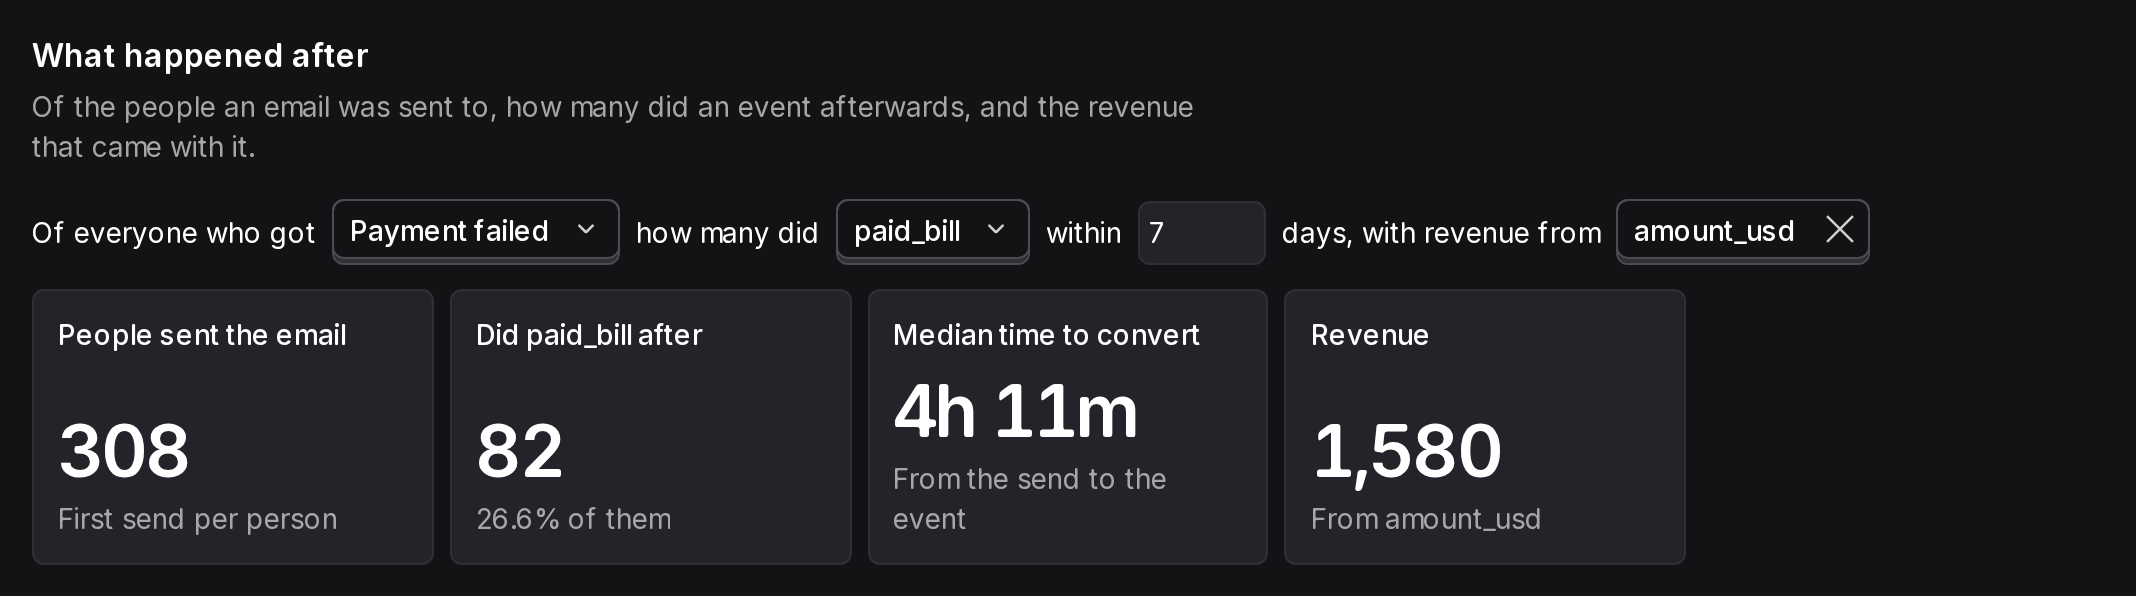 What happened after
Of the people an email was sent to, how many did an event afterwards, and the revenue
that came with it.
Of everyone who got Payment failed how many did paid_bill within 7 days, with revenue from amount_usd
People sent the email
308
First send per person
Did paid_bill after
82
26.6% of them
Median time to convert
4h 11m
From the send to the
event
Revenue
1,580
From amount_usd